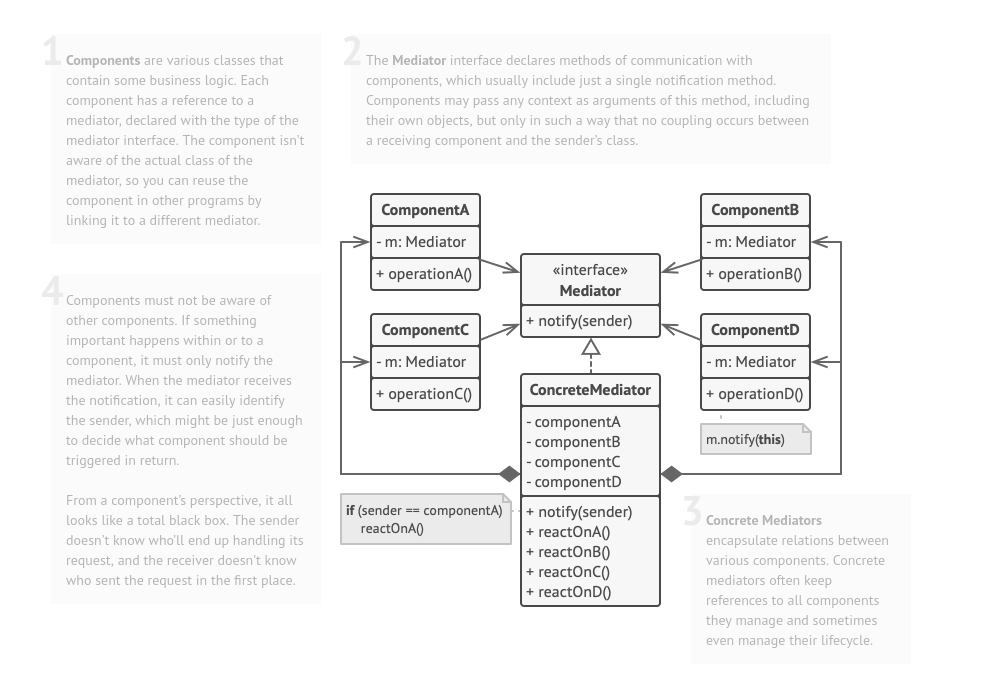 1
Components are various classes that
contain some business logic. Each
component has a reference to a
mediator, declared with the type of the
mediator interface. The component isn't
aware of the actual class of the
mediator, so you can reuse the
component in other programs by
linking it to a different mediator.
2
The Mediator interface declares methods of communication with
components, which usually include just a single notification method.
Components may pass any context as arguments of this method, including
their own objects, but only in such a way that no coupling occurs between
a receiving component and the sender's class.
ComponentA
- m: Mediator
+ operationA()
ComponentB
- m: Mediator
+ operationB()
«interface»
Mediator
+ notify(sender)
ComponentC
- m: Mediator
+ operationC()
ComponentD
- m: Mediator
+ operationD()
m.notify(this)
ConcreteMediator
- componentA
- componentB
- componentC
- componentD
+ notify(sender)
+ reactOnA()
+ reactOnB()
+ reactOnC()
+ reactOnD()
if (sender == componentA)
reactOnA()
4
Components must not be aware of
other components. If something
important happens within or to a
component, it must only notify the
mediator. When the mediator receives
the notification, it can easily identify
the sender, which might be just enough
to decide what component should be
triggered in return.
From a component's perspective, it all
looks like a total black box. The sender
doesn't know who'll end up handling its
request, and the receiver doesn't know
who sent the request in the first place.
3
Concrete Mediators
encapsulate relations between
various components. Concrete
mediators often keep
references to all components
they manage and sometimes
even manage their lifecycle.